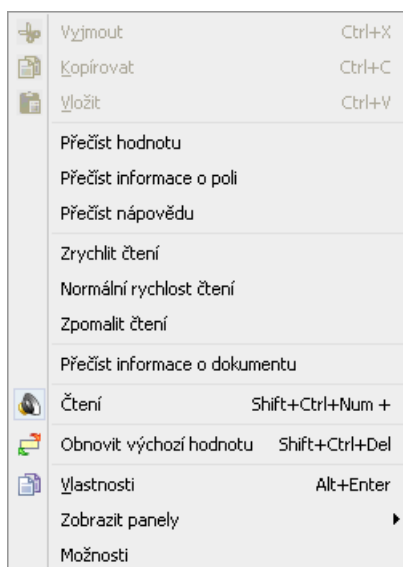 Vyjmout Ctrl+X
Kopírovat Ctrl+C
Vložit Ctrl+V
Přečíst hodnotu
Přečíst informace o poli
Přečíst nápovědu
Zrychlit čtení
Normální rychlost čtení
Zpomalit čtení
Přečíst informace o dokumentu
Čtení Shift+Ctrl+Num +
Obnovit výchozí hodnotu Shift+Ctrl+Del
Vlastnosti Alt+Enter
Zobrazit panely
Možnosti